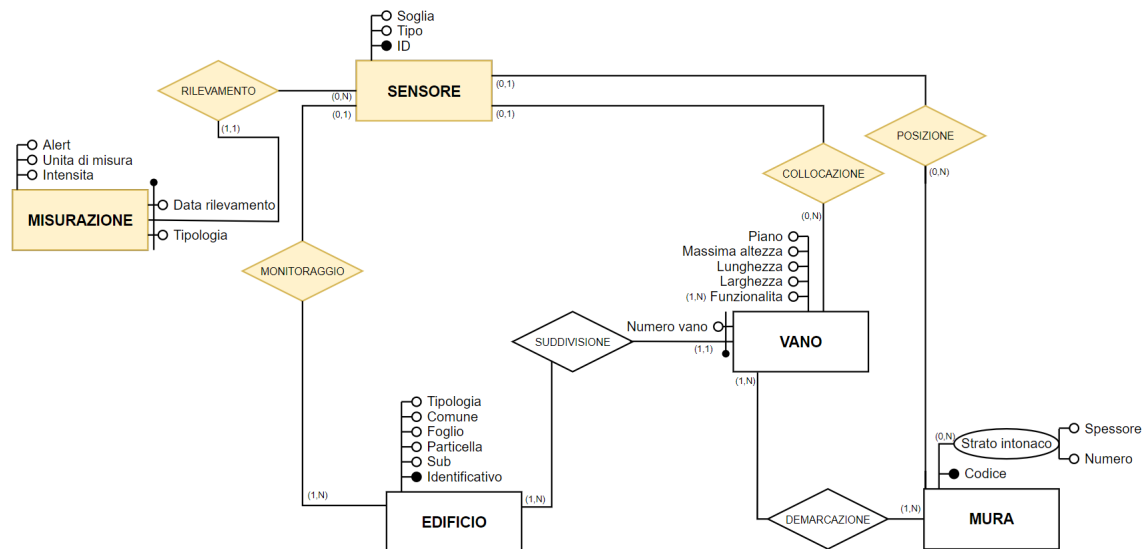 Soglia
Tipo
ID
SENSORE
RILEVAMENTO
(0,N)
(0,1)
(0,1)
(0,1)
(1,1)
POSIZIONE
(0,N)
COLLOCAZIONE
(0,N)
Alert
Unita di misura
Intensita
MISURAZIONE
Data rilevamento
Tipologia
MONITORAGGIO
Piano
Massima altezza
Lunghezza
Larghezza
(1,N) Funzionalita
Numero vano
VANO
SUDDIVISIONE
(1,1)
(1,N)
Tipologia
Comune
Foglio
Particella
Sub
Identificativo
(1,N)
(1,N)
EDIFICIO
DEMARCAZIONE
(1,N)
(0,N)
Strato intonaco
Spessore
Numero
Codice
MURA